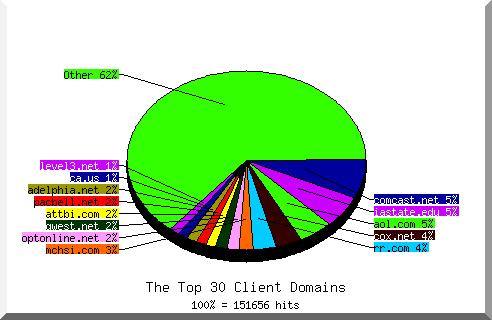 Other 62%
level3.net 1%
ca.us 1%
adelphia.net 2%
pacbell.net 2%
attbi.com 2%
qwest.net 2%
optonline.net 2%
mchsi.com 3%
comcast.net 5%
iastate.edu 5%
aol.com 5%
cox.net 4%
rr.com 4%
The Top 30 Client Domains
100% = 151656 hits